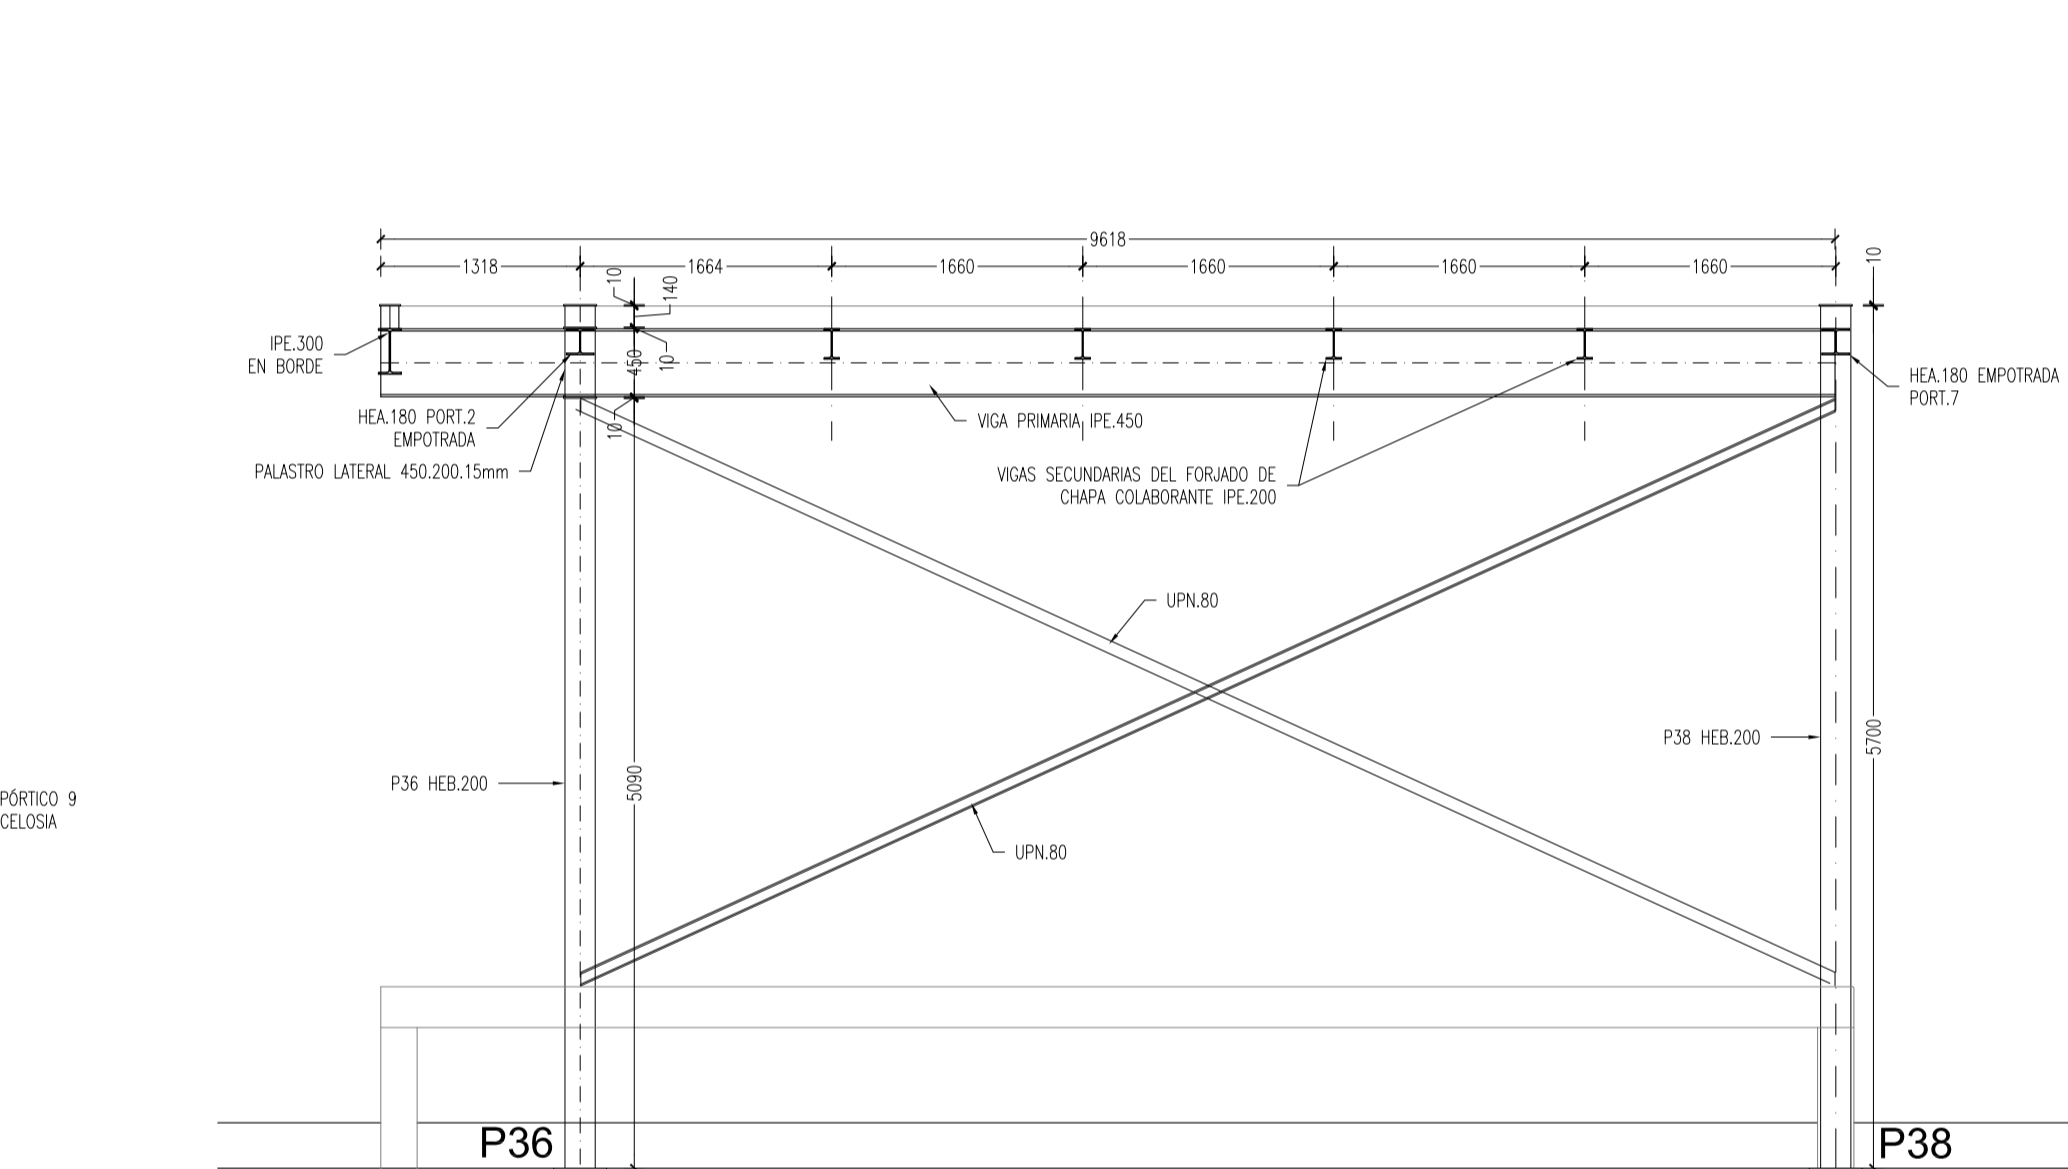 9618
1318
1664
1660
1660
1660
1660
10
10
140
450
10
10
IPE.300
EN BORDE
HEA.180 PORT.2
EMPOTRADA
PALASTRO LATERAL 450.200.15mm
VIGA PRIMARIA IPE.450
VIGAS SECUNDARIAS DEL FORJADO DE
CHAPA COLABORANTE IPE.200
HEA.180 EMPOTRADA
PORT.7
UPN.80
P38 HEB.200
5700
P36 HEB.200
5090
PÓRTICO 9
CELOSIA
UPN.80
P36
P38